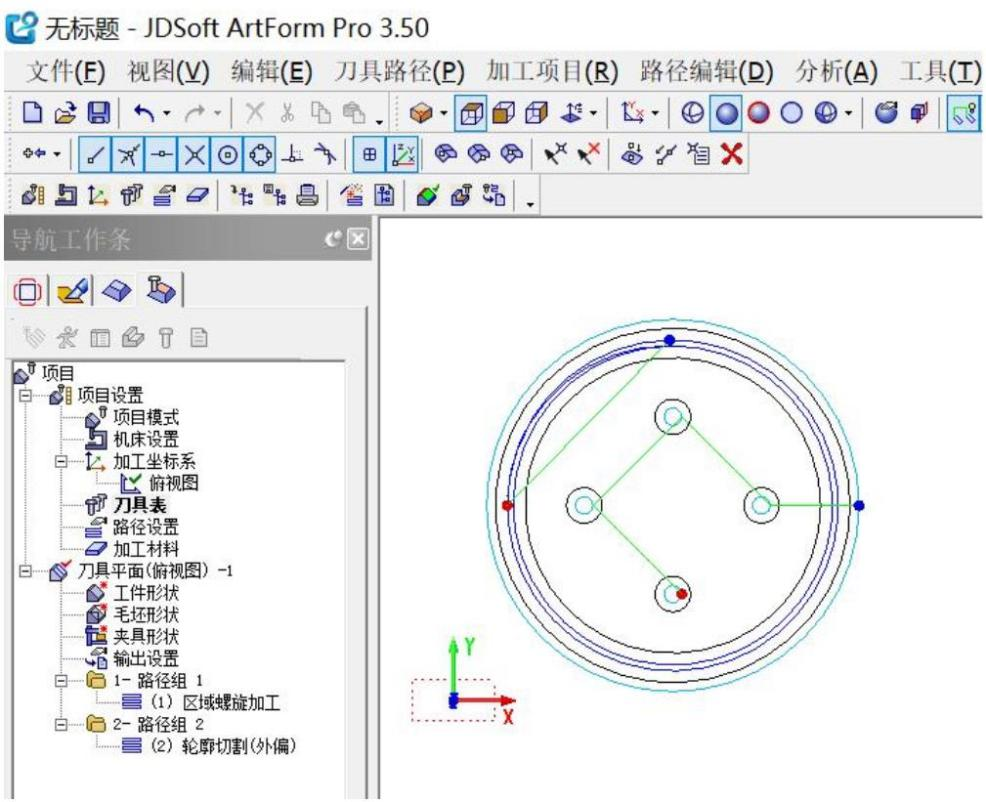 无标题 - JDSoft ArtForm Pro 3.50
文件(F) 视图(V) 编辑(E) 刀具路径(P) 加工项目(R) 路径编辑(D) 分析(A) 工具(T)
导航工作条
项目
项目设置
项目模式
机床设置
加工坐标系
俯视图
刀具表
路径设置
加工材料
刀具平面(俯视图) -1
工件形状
毛坯形状
夹具形状
输出设置
1- 路径组 1
(1) 区域螺旋加工
2- 路径组 2
(2) 轮廓切割(外偏)
Y
X